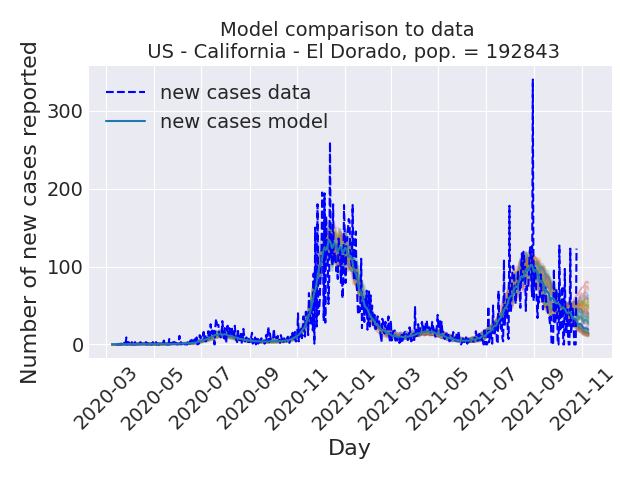 Model comparison to data
US - California - El Dorado, pop. = 192843
Number of new cases reported
300
200
100
0
new cases data
new cases model
2020-03
2020-05
2020-07
2020-09
2020-11
2021-01
2021-03
2021-05
2021-07
2021-09
2021-11
Day